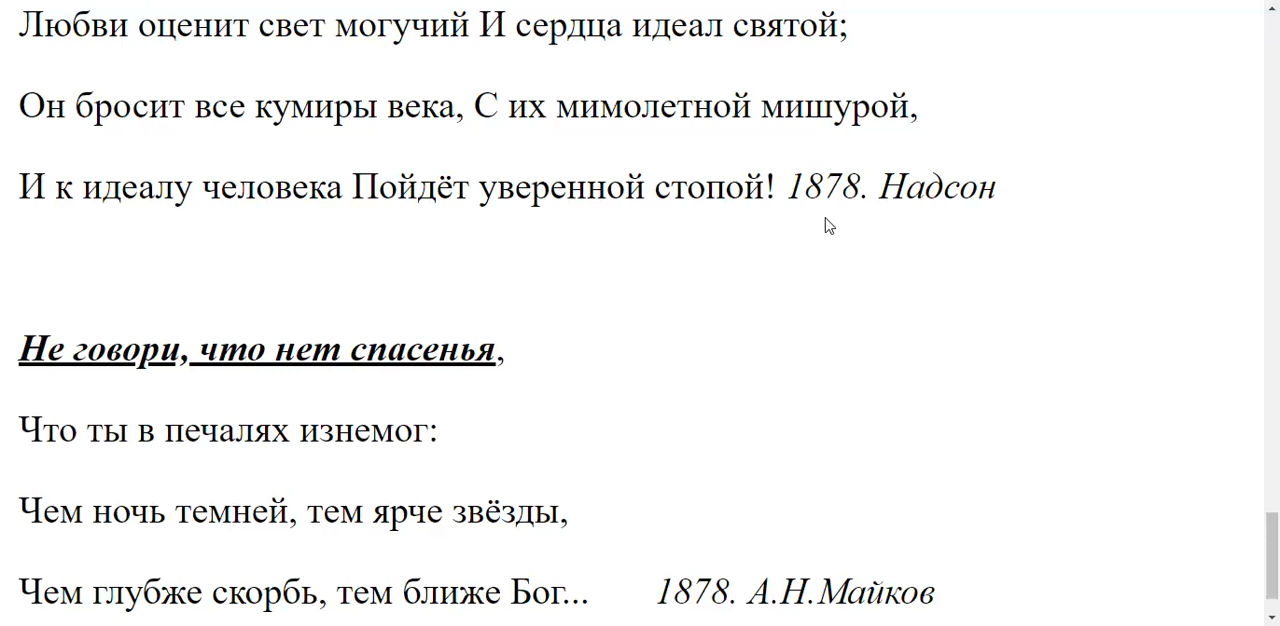 Любви оценит свет могучий И сердца идеал святой;
Он бросит все кумиры века, С их мимолетной мишурой,
И к идеалу человека Пойдёт уверенной стопой! 1878. Надсон
Не говори, что нет спасенья,
Что ты в печалях изнемог:
Чем ночь темней, тем ярче звёзды,
Чем глубже скорбь, тем ближе Бог... 1878. А.Н.Майков